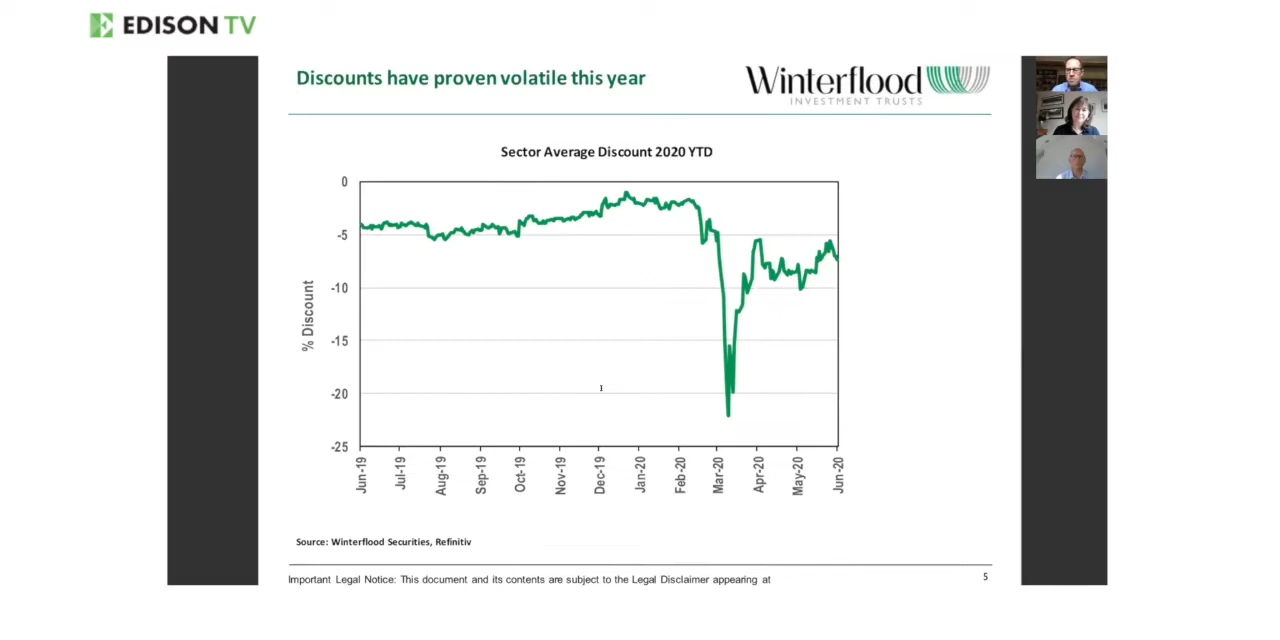 EDISON TV
Discounts have proven volatile this year
Winterflood
INVESTMENT TRUSTS
Sector Average Discount 2020 YTD
0
-5
-10
-15
-20
-25
% Discount
Jun-19
Jul-19
Aug-19
Sep-19
Oct-19
Nov-19
Dec-19
Jan-20
Feb-20
Mar-20
Apr-20
May-20
Jun-20
Source: Winterflood Securities, Refinitiv
Important Legal Notice: This document and its contents are subject to the Legal Disclaimer appearing at
5